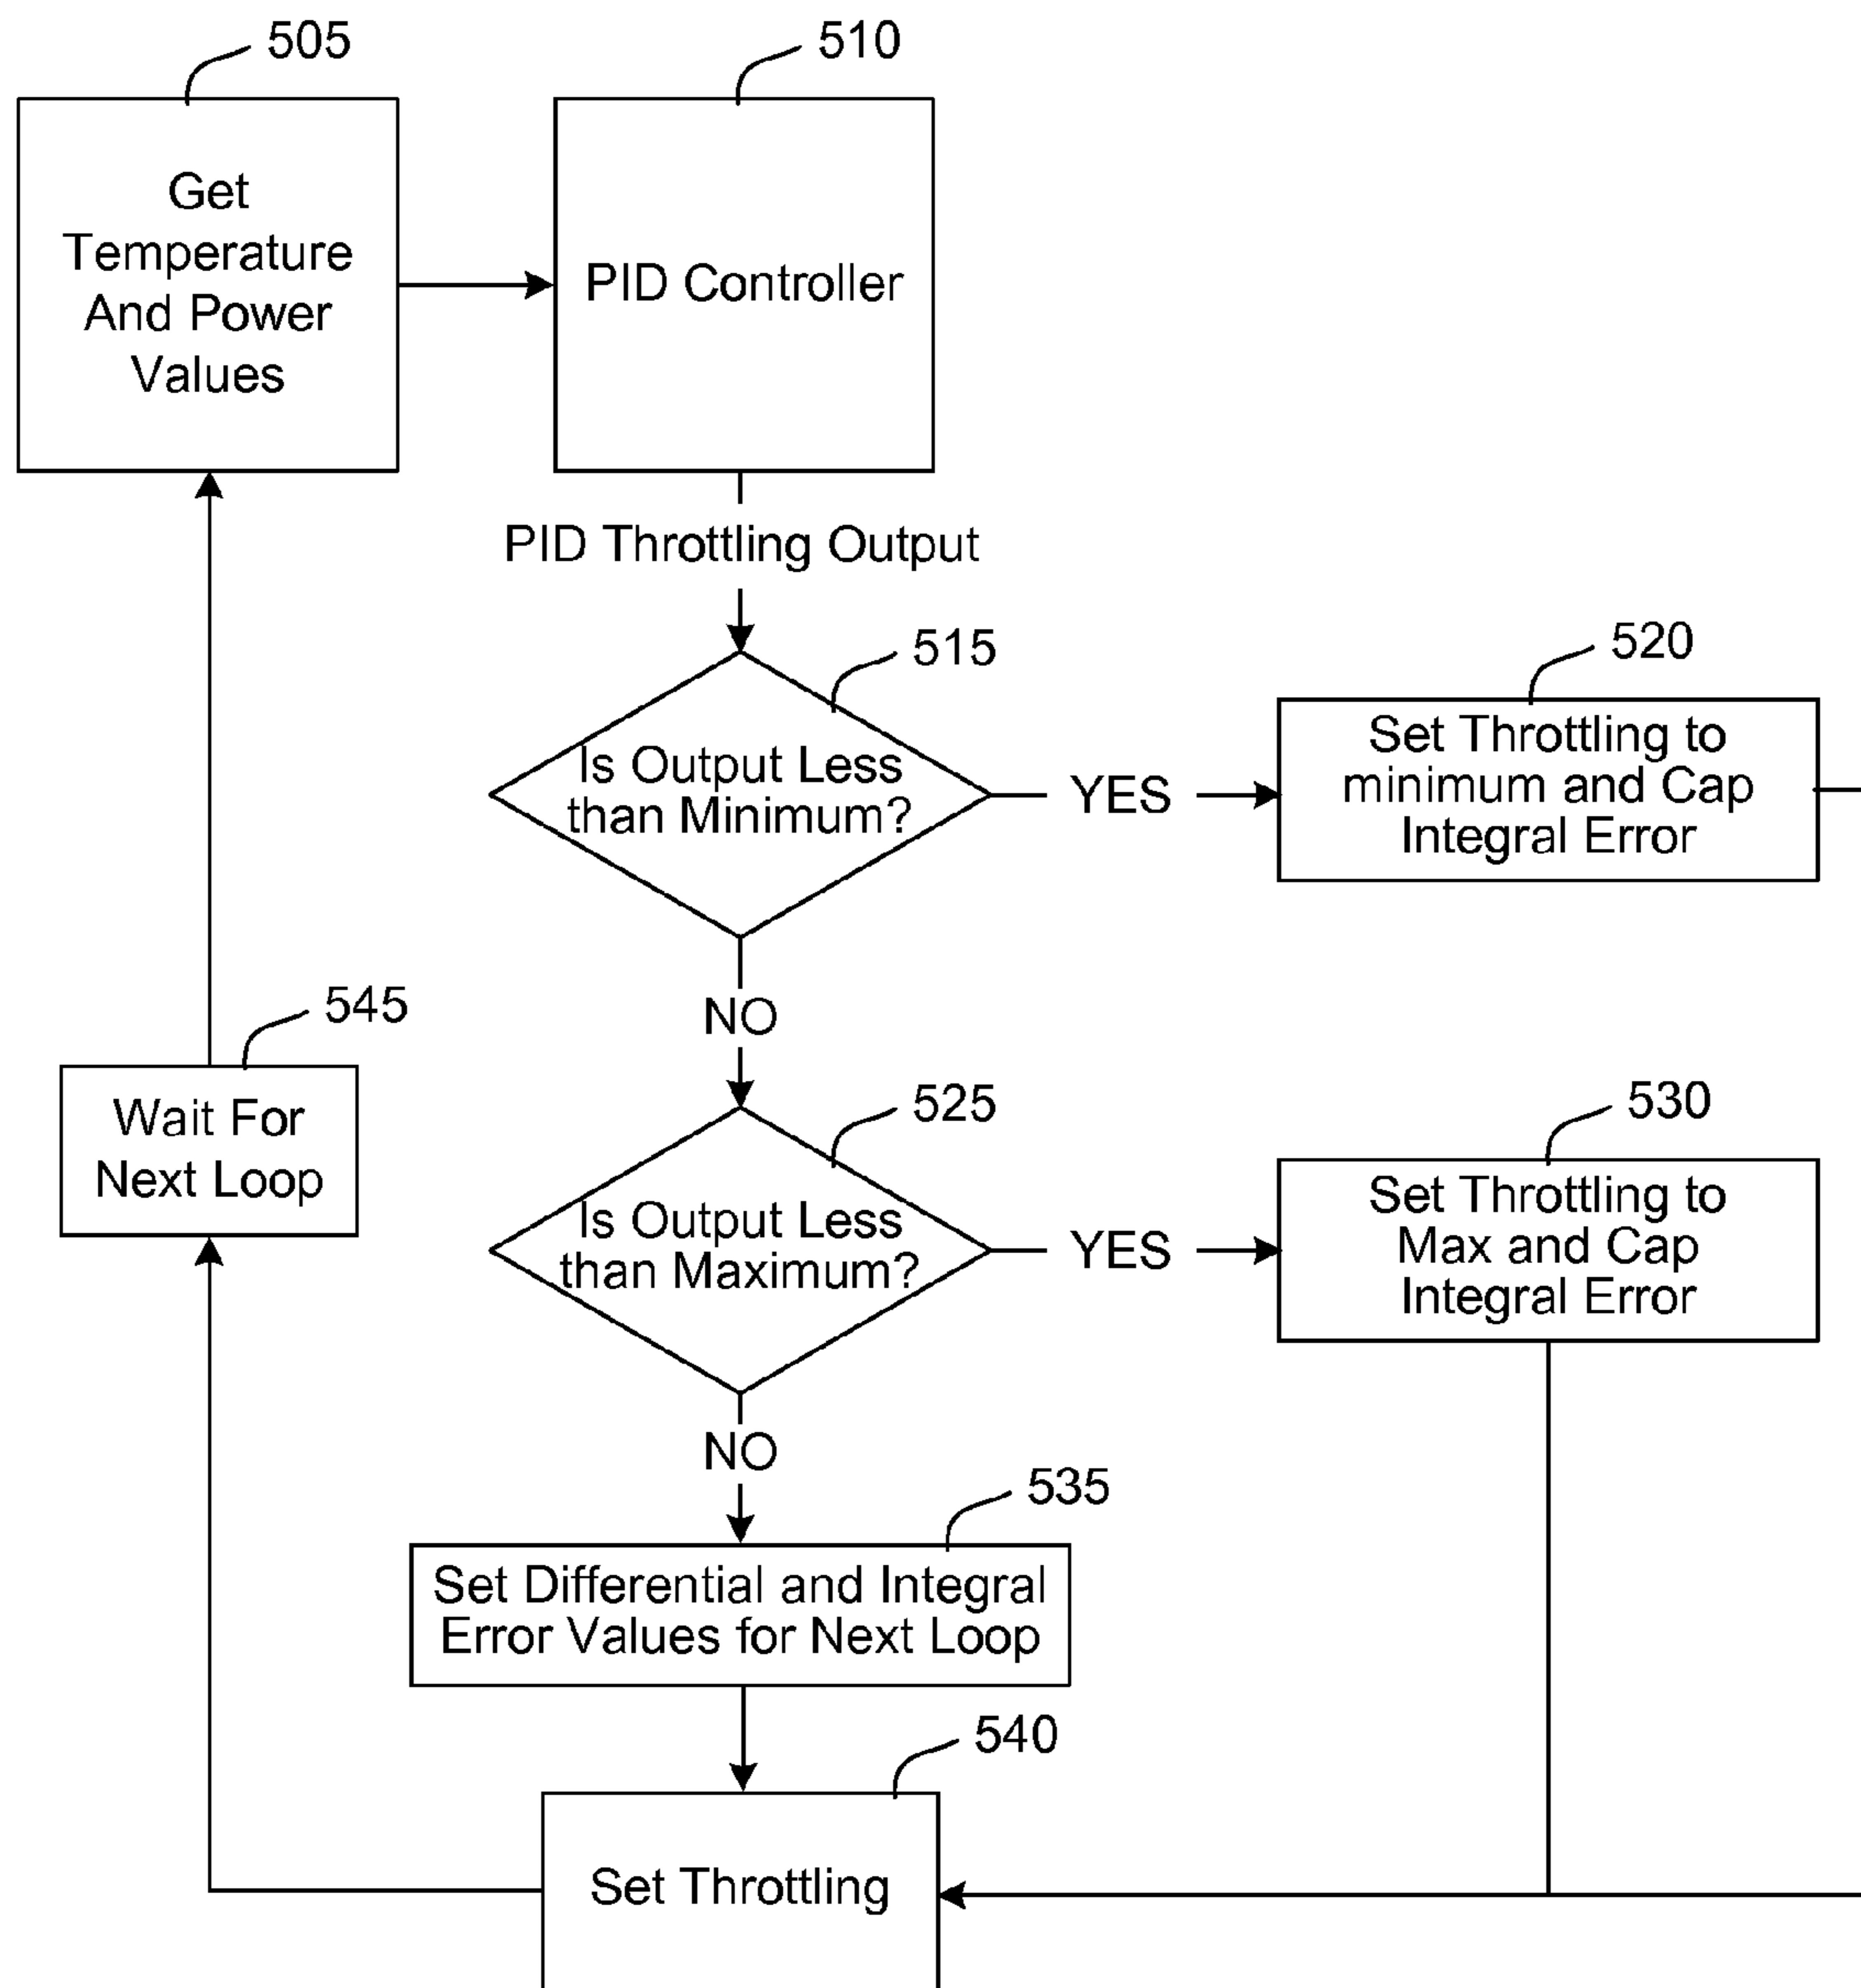 505
510
Get
Temperature
And Power
Values
PID Controller
PID Throttling Output
515
520
Is Output Less
than Minimum?
YES
Set Throttling to
minimum and Cap
Integral Error
NO
545
Wait For
Next Loop
525
530
Is Output Less
than Maximum?
YES
Set Throttling to
Max and Cap
Integral Error
NO
535
Set Differential and Integral
Error Values for Next Loop
540
Set Throttling